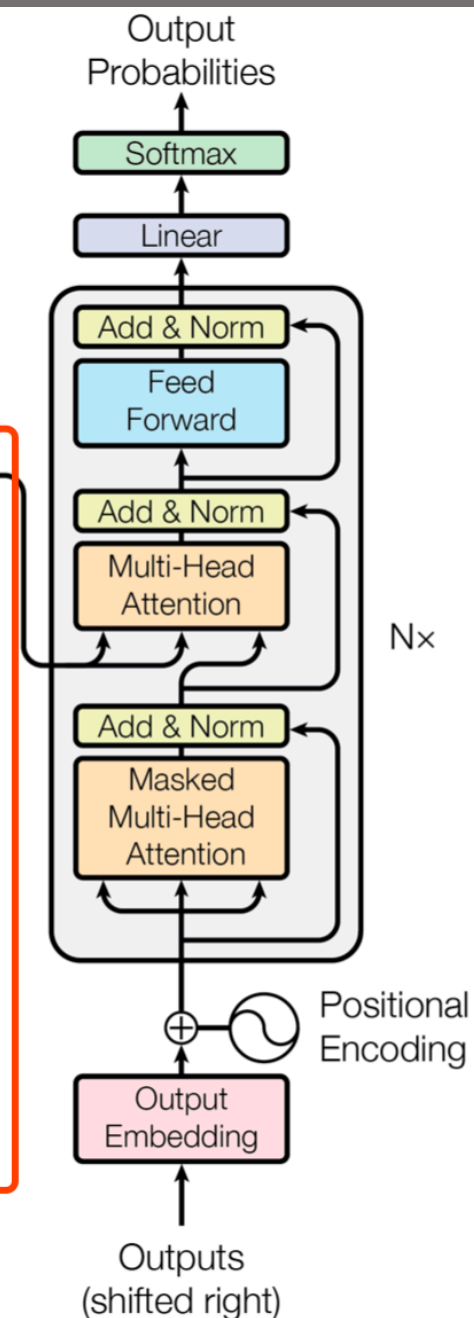 Output
Probabilities
Softmax
Linear
Add & Norm
Feed
Forward
Add & Norm
Multi-Head
Attention
N×
Add & Norm
Masked
Multi-Head
Attention
Positional
Encoding
Output
Embedding
Outputs
(shifted right)